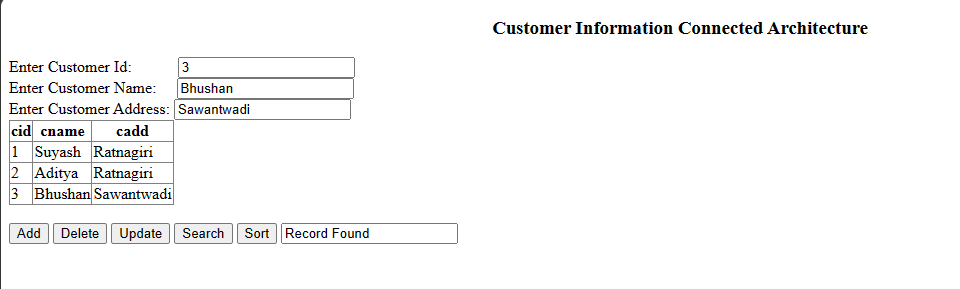 Customer Information Connected Architecture
Enter Customer Id: 3
Enter Customer Name: Bhushan
Enter Customer Address: Sawantwadi
cid cname cadd
1 Suyash Ratnagiri
2 Aditya Ratnagiri
3 Bhushan Sawantwadi
Add Delete Update Search Sort Record Found